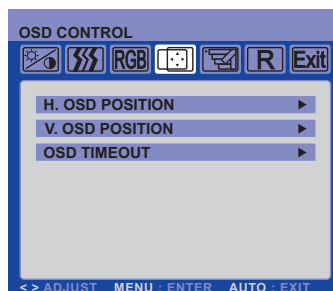 OSD CONTROL
RGB R Exit
H. OSD POSITION
V. OSD POSITION
OSD TIMEOUT
< > ADJUST MENU : ENTER AUTO : EXIT